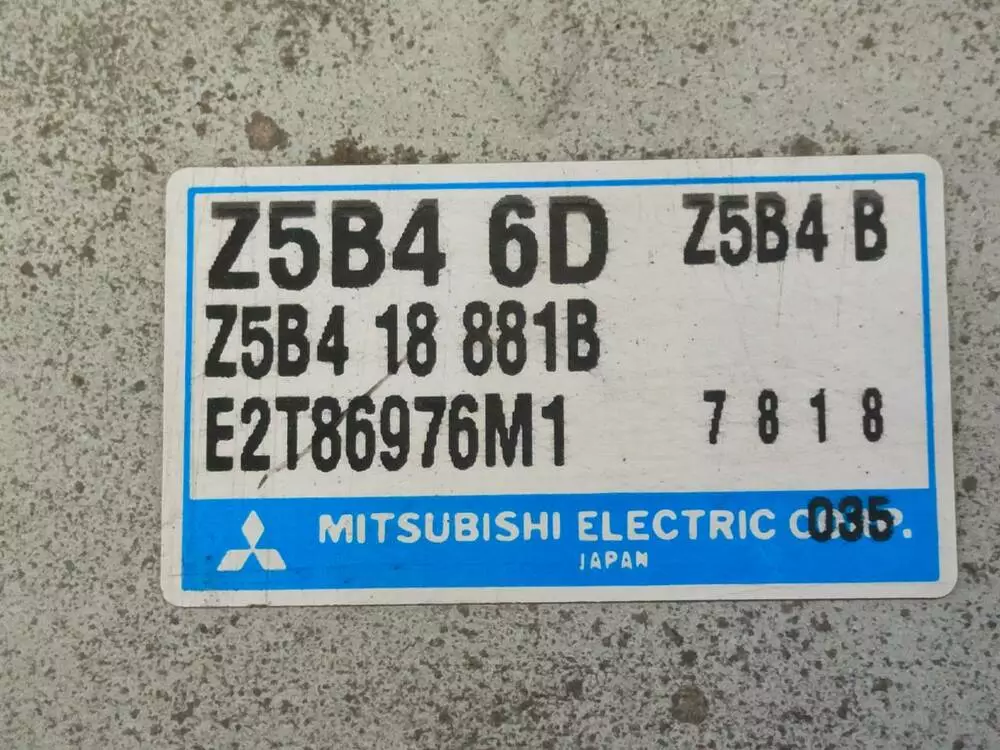 Z5B4 6D Z5B4 B
Z5B4 18 881B
E2T86976M1 7818
035
MITSUBISHI ELECTRIC CORP.
JAPAN